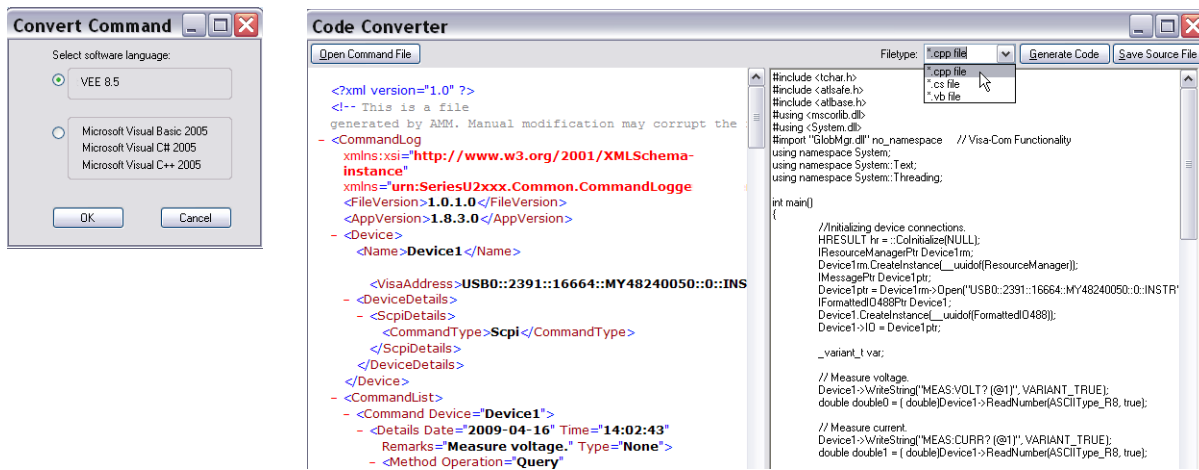 Convert Command
Select software language:
VEE 8.5
Microsoft Visual Basic 2005
Microsoft Visual C# 2005
Microsoft Visual C++ 2005
OK
Cancel
Code Converter
Open Command File
Filetype:
*.cpp file
Generate Code
Save Source File
*.cpp file
*.cs file
*.vb file
<?xml version="1.0" ?>
<!-- This is a file
generated by AMM. Manual modification may corrupt the
- <CommandLog
xmlns:xsi="http://www.w3.org/2001/XMLSchema-
instance"
xmlns="urn:SeriesU2xxx.Common.CommandLogge
<FileVersion>1.0.1.0</FileVersion>
<AppVersion>1.8.3.0</AppVersion>
- <Device>
<Name>Device1</Name>
<VisaAddress>USB0::2391::16664::MY48240050::0::INS
- <DeviceDetails>
- <ScpiDetails>
<CommandType>Scpi</CommandType>
</ScpiDetails>
</DeviceDetails>
</Device>
- <CommandList>
- <Command Device="Device1">
- <Details Date="2009-04-16" Time="14:02:43"
Remarks="Measure voltage." Type="None">
- <Method Operation="Query"
#include <tchar.h>
#include <atlsafe.h>
#include <atlbase.h>
#using <mscorlib.dll>
#using <System.dll>
#import "GlobMgr.dll" no_namespace // Visa-Com Functionality
using namespace System;
using namespace System::Text;
using namespace System::Threading;
int main()
{
//Initializing device connections.
HRESULT hr = ::CoInitialize(NULL);
IResourceManagerPtr Device1rm;
Device1rm.CreateInstance(__uuidof(ResourceManager));
IMessagePtr Device1ptr;
Device1ptr = Device1rm->Open("USB0::2391::16664::MY48240050::0::INSTR"
IFormattedIO488Ptr Device1;
Device1.CreateInstance(__uuidof(FormattedIO488));
Device1->IO = Device1ptr;
_variant_t var;
// Measure voltage.
Device1->WriteString("MEAS:VOLT? (@1)", VARIANT_TRUE);
double double0 = ( double)Device1->ReadNumber(ASCIIType_R8, true);
// Measure current.
Device1->WriteString("MEAS:CURR? (@1)", VARIANT_TRUE);
double double1 = ( double)Device1->ReadNumber(ASCIIType_R8, true);